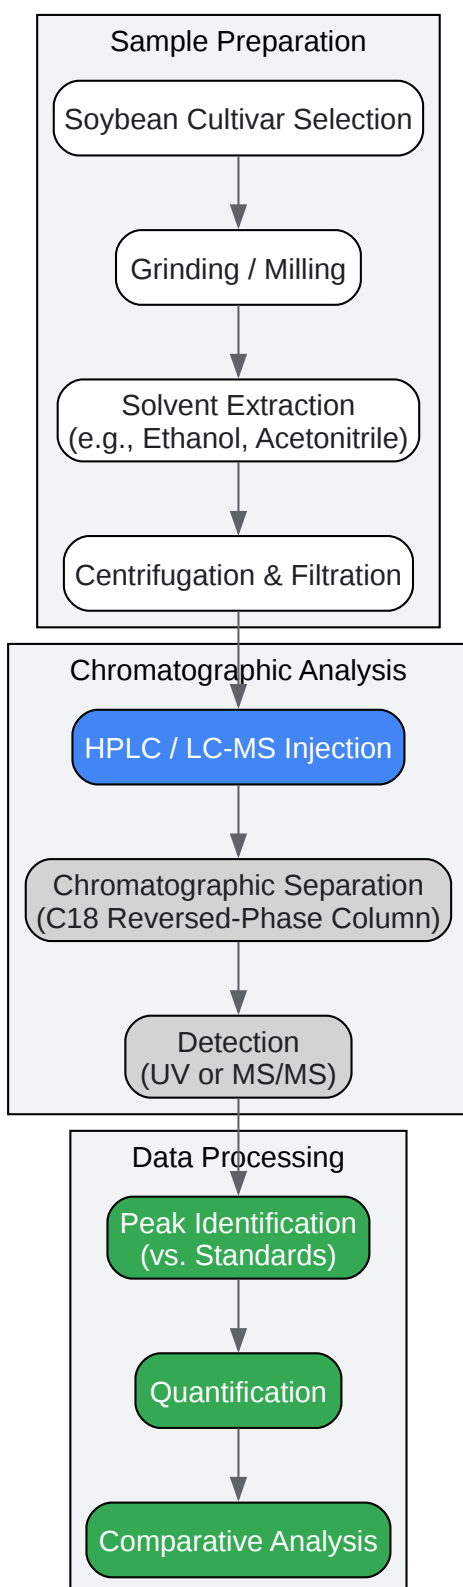 Sample Preparation
Soybean Cultivar Selection
Grinding / Milling
Solvent Extraction
(e.g., Ethanol, Acetonitrile)
Centrifugation & Filtration
Chromatographic Analysis
HPLC / LC-MS Injection
Chromatographic Separation
(C18 Reversed-Phase Column)
Detection
(UV or MS/MS)
Data Processing
Peak Identification
(vs. Standards)
Quantification
Comparative Analysis